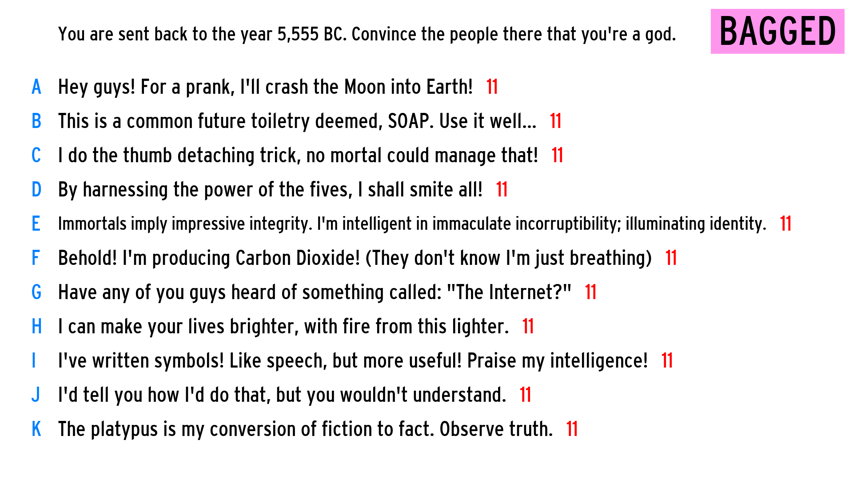 You are sent back to the year 5,555 BC. Convince the people there that you're a god.
BAGGED
A Hey guys! For a prank, I'll crash the Moon into Earth! 11
B This is a common future toiletry deemed, SOAP. Use it well... 11
C I do the thumb detaching trick, no mortal could manage that! 11
D By harnessing the power of the fives, I shall smite all! 11
E Immortals imply impressive integrity. I'm intelligent in immaculate incorruptibility; illuminating identity. 11
F Behold! I'm producing Carbon Dioxide! (They don't know I'm just breathing) 11
G Have any of you guys heard of something called: "The Internet?" 11
H I can make your lives brighter, with fire from this lighter. 11
I I've written symbols! Like speech, but more useful! Praise my intelligence! 11
J I'd tell you how I'd do that, but you wouldn't understand. 11
K The platypus is my conversion of fiction to fact. Observe truth. 11